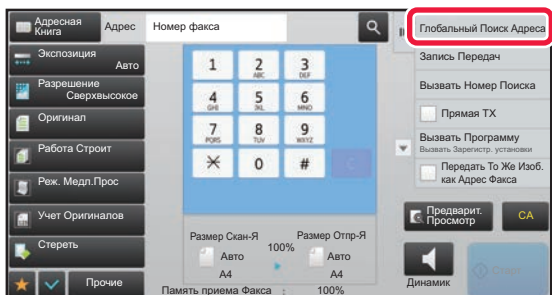 Адресная
Книга
Адрес
Номер факса
Экспозиция
Авто
Разрешение
Сверхвысокое
Оригинал
Работа Строит
Реж. Медл.Прос
Учет Оригиналов
Стереть
Прочие
1
2
ABC
3
DEF
4
GHI
5
JKL
6
MNO
7
PQRS
8
TUV
9
WXYZ
0
#
C
Размер Скан-Я
Авто
A4
100%
Размер Отпр-Я
Авто
A4
Память приема Факса : 100%
Глобальный Поиск Адреса
Запись Передач
Вызвать Номер Поиска
Прямая TX
Вызвать Программу
Вызвать Зарегистр. установки
Передать То Же Изоб.
как Адрес Факса
Предварит.
Просмотр
CA
Динамик